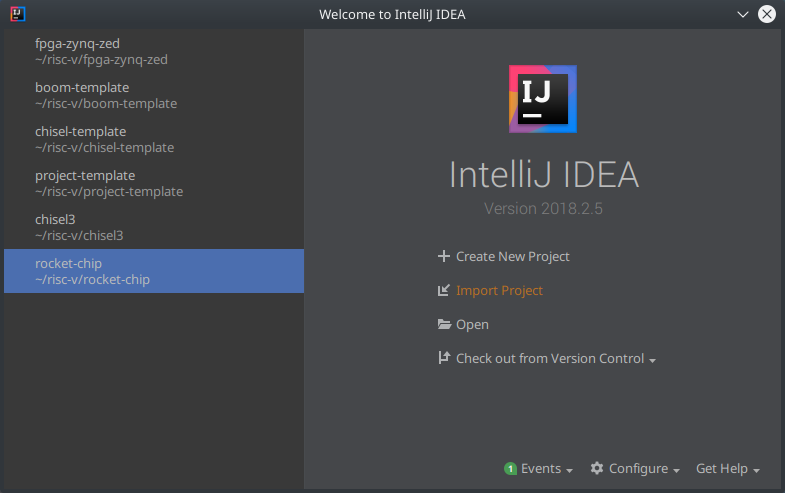 Welcome to IntelliJ IDEA
fpga-zynq-zed
~/risc-v/fpga-zynq-zed
boom-template
~/risc-v/boom-template
chisel-template
~/risc-v/chisel-template
project-template
~/risc-v/project-template
chisel3
~/risc-v/chisel3
rocket-chip
~/risc-v/rocket-chip
IJ
IntelliJ IDEA
Version 2018.2.5
Create New Project
Import Project
Open
Check out from Version Control
1 Events
Configure
Get Help